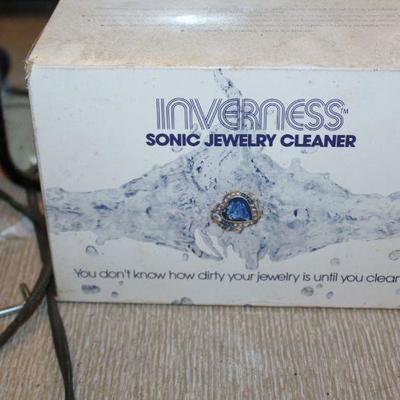 INVERNESS™
SONIC JEWELRY CLEANER
You don't know how dirty your jewelry is until you clean